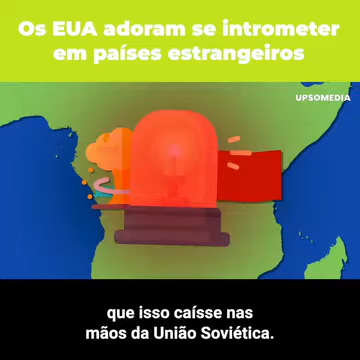 Os EUA adoram se intrometer
em países estrangeiros
UPSOMEDIA
que isso caísse nas
mãos da União Soviética.